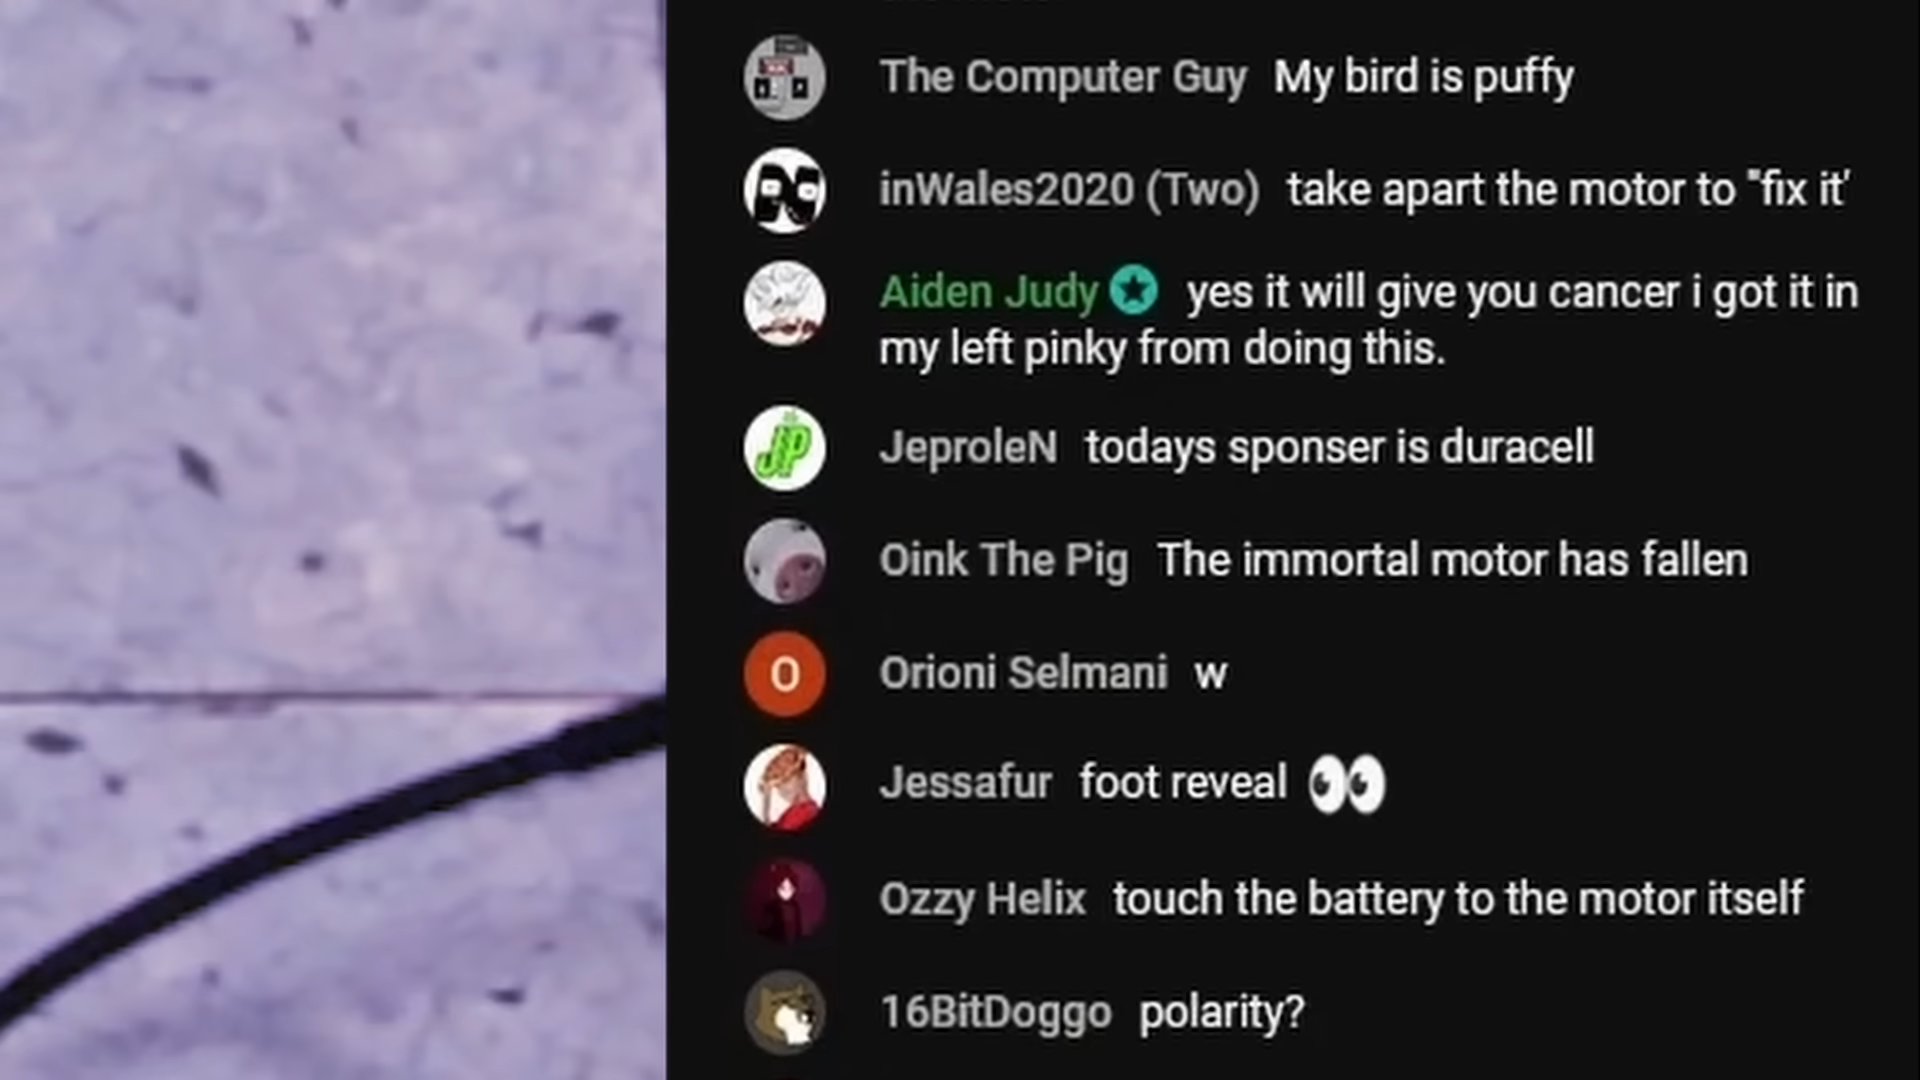 The Computer Guy My bird is puffy
inWales2020 (Two) take apart the motor to "fix it'
Aiden Judy yes it will give you cancer i got it in
my left pinky from doing this.
JP
JeproleN todays sponser is duracell
Oink The Pig The immortal motor has fallen
O
Orioni Selmani w
Jessafur foot reveal 👀
Ozzy Helix touch the battery to the motor itself
16BitDoggo polarity?